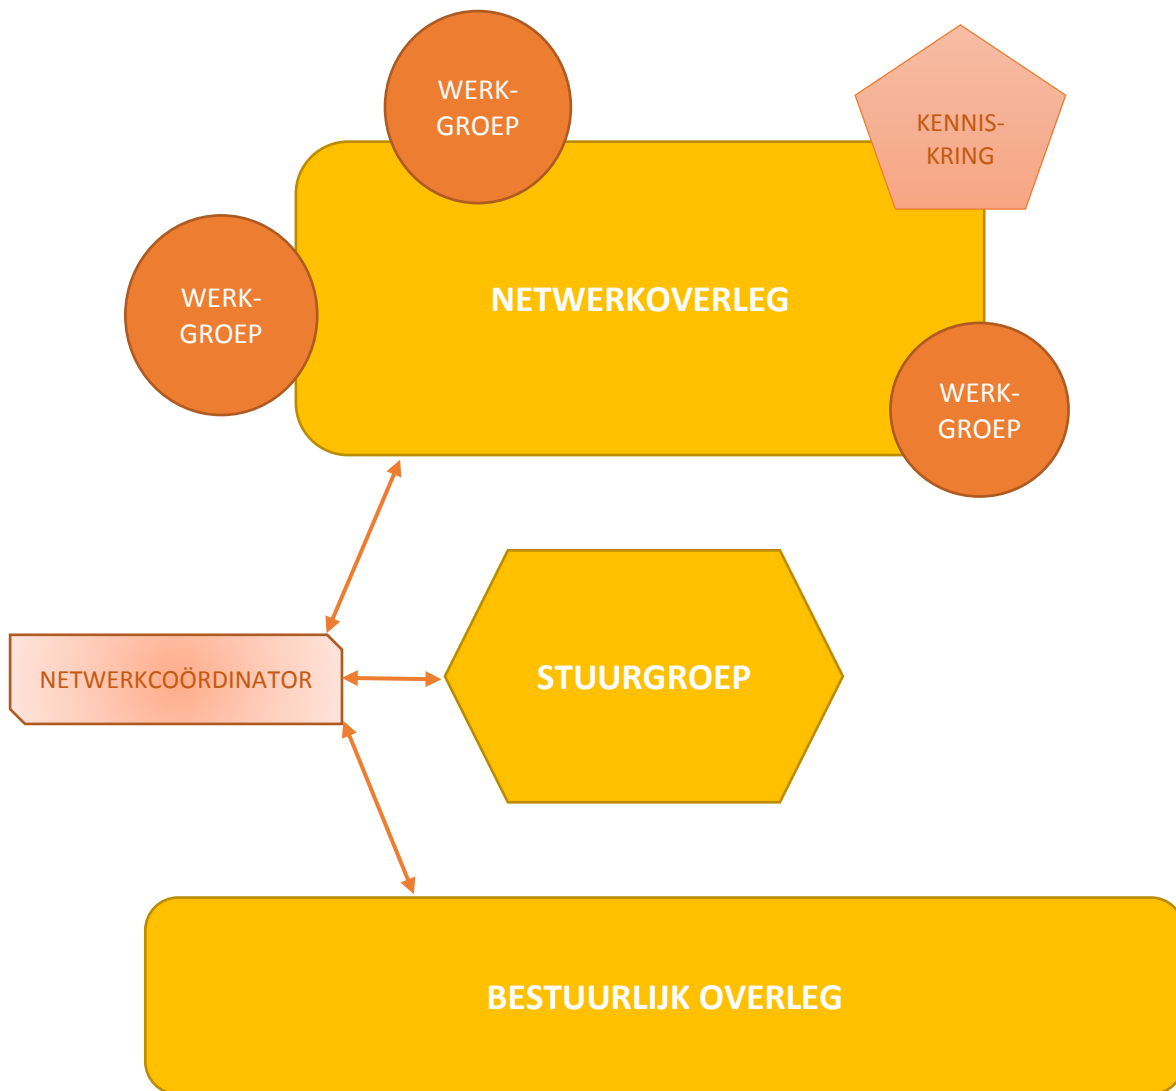 WERK-
GROEP
KENNIS-
KRING
WERK-
GROEP
NETWERKOVERLEG
WERK-
GROEP
NETWERKCOÖRDINATOR
STUURGROEP
BESTUURLIJK OVERLEG